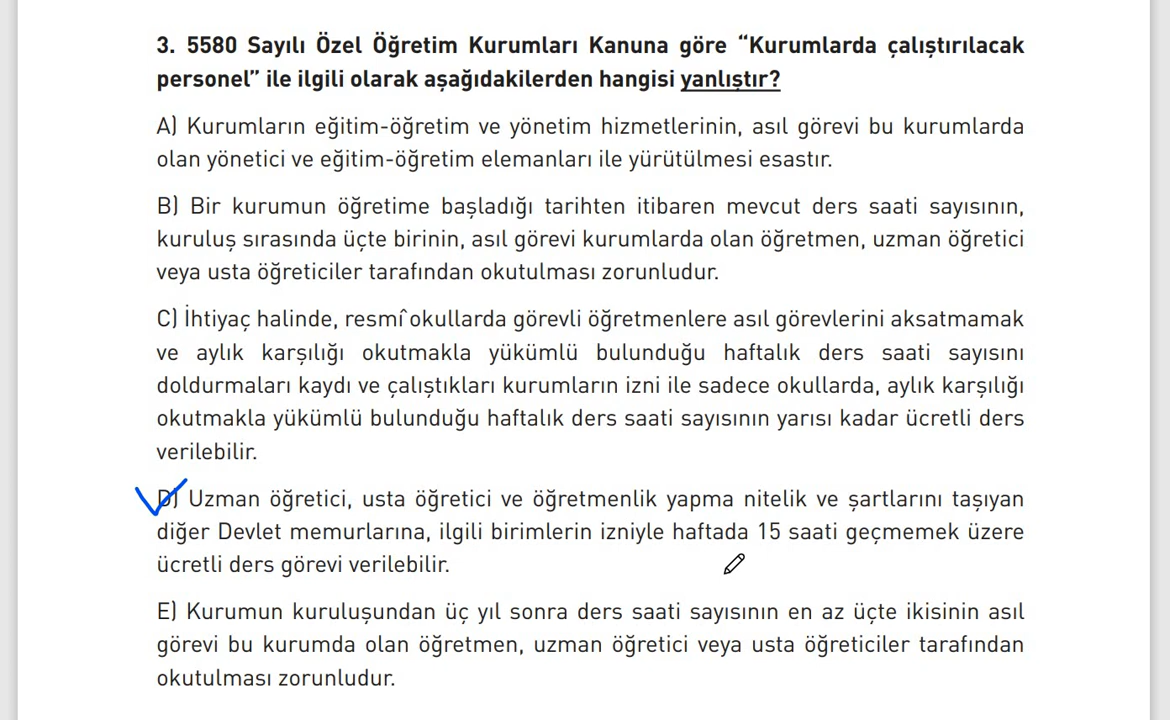 3. 5580 Sayılı Özel Öğretim Kurumları Kanuna göre “Kurumlarda çalıştırılacak
personel” ile ilgili olarak aşağıdakilerden hangisi yanlıştır?
A) Kurumların eğitim-öğretim ve yönetim hizmetlerinin, asıl görevi bu kurumlarda
olan yönetici ve eğitim-öğretim elemanları ile yürütülmesi esastır.
B) Bir kurumun öğretime başladığı tarihten itibaren mevcut ders saati sayısının,
kuruluş sırasında üçte birinin, asıl görevi kurumlarda olan öğretmen, uzman öğretici
veya usta öğreticiler tarafından okutulması zorunludur.
C) İhtiyaç halinde, resmî okullarda görevli öğretmenlere asıl görevlerini aksatmamak
ve aylık karşılığı okutmakla yükümlü bulunduğu haftalık ders saati sayısını
doldurmaları kaydı ve çalıştıkları kurumların izni ile sadece okullarda, aylık karşılığı
okutmakla yükümlü bulunduğu haftalık ders saati sayısının yarısı kadar ücretli ders
verilebilir.
D) Uzman öğretici, usta öğretici ve öğretmenlik yapma nitelik ve şartlarını taşıyan
diğer Devlet memurlarına, ilgili birimlerin izniyle haftada 15 saati geçmemek üzere
ücretli ders görevi verilebilir.
E) Kurumun kuruluşundan üç yıl sonra ders saati sayısının en az üçte ikisinin asıl
görevi bu kurumda olan öğretmen, uzman öğretici veya usta öğreticiler tarafından
okutulması zorunludur.